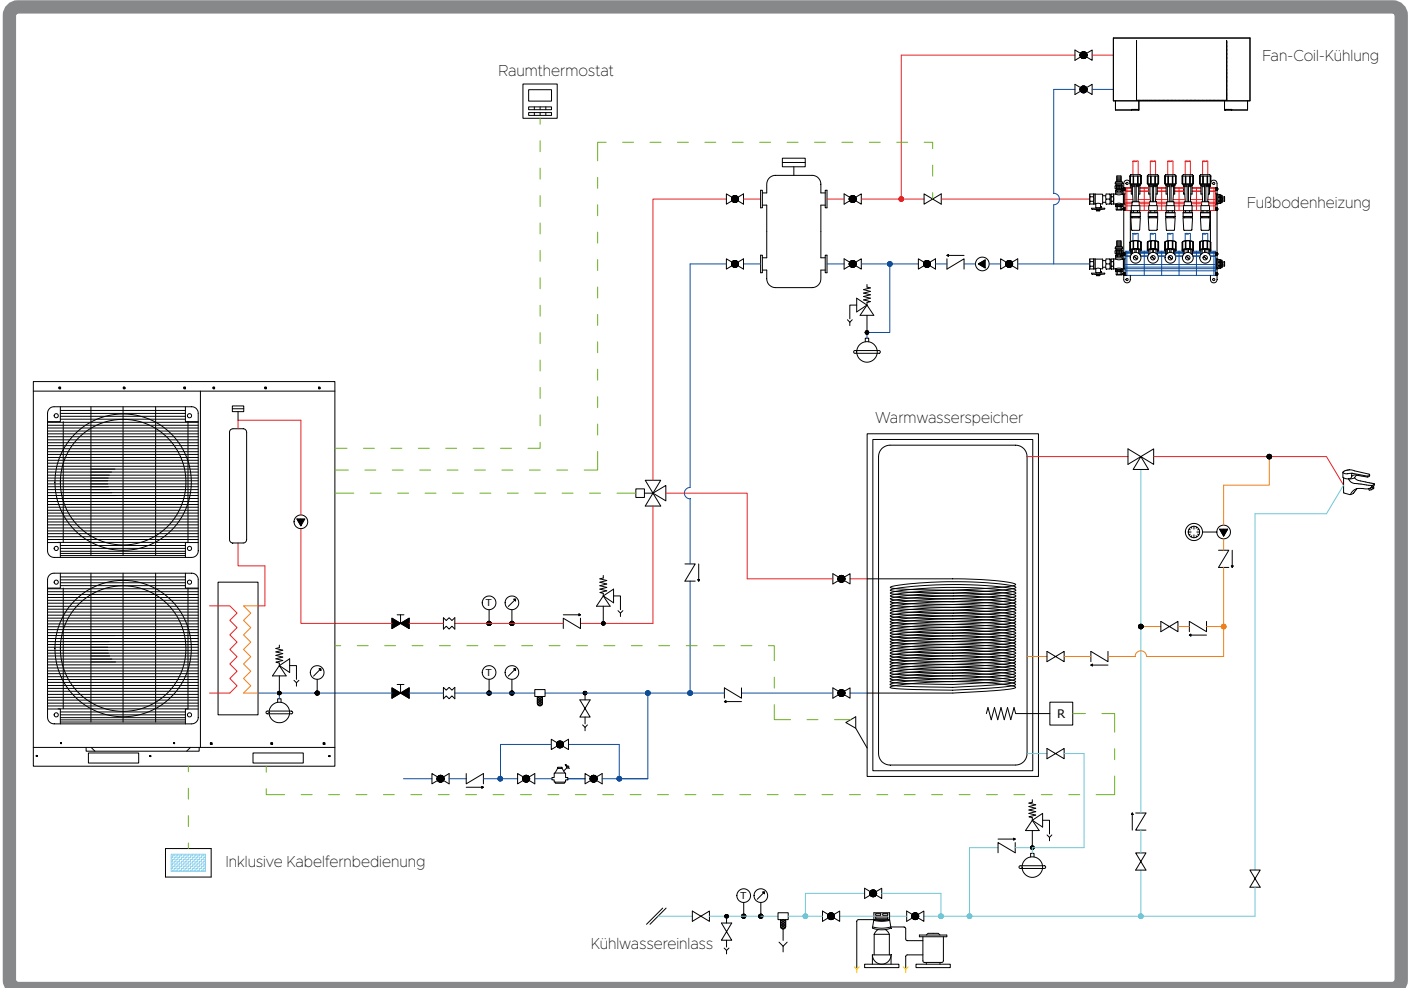 Raumthermostat
Fan-Coil-Kühlung
Fußbodenheizung
Warmwasserspeicher
T
T
R
Inklusive Kabelfernbedienung
T
Kühlwassereinlass